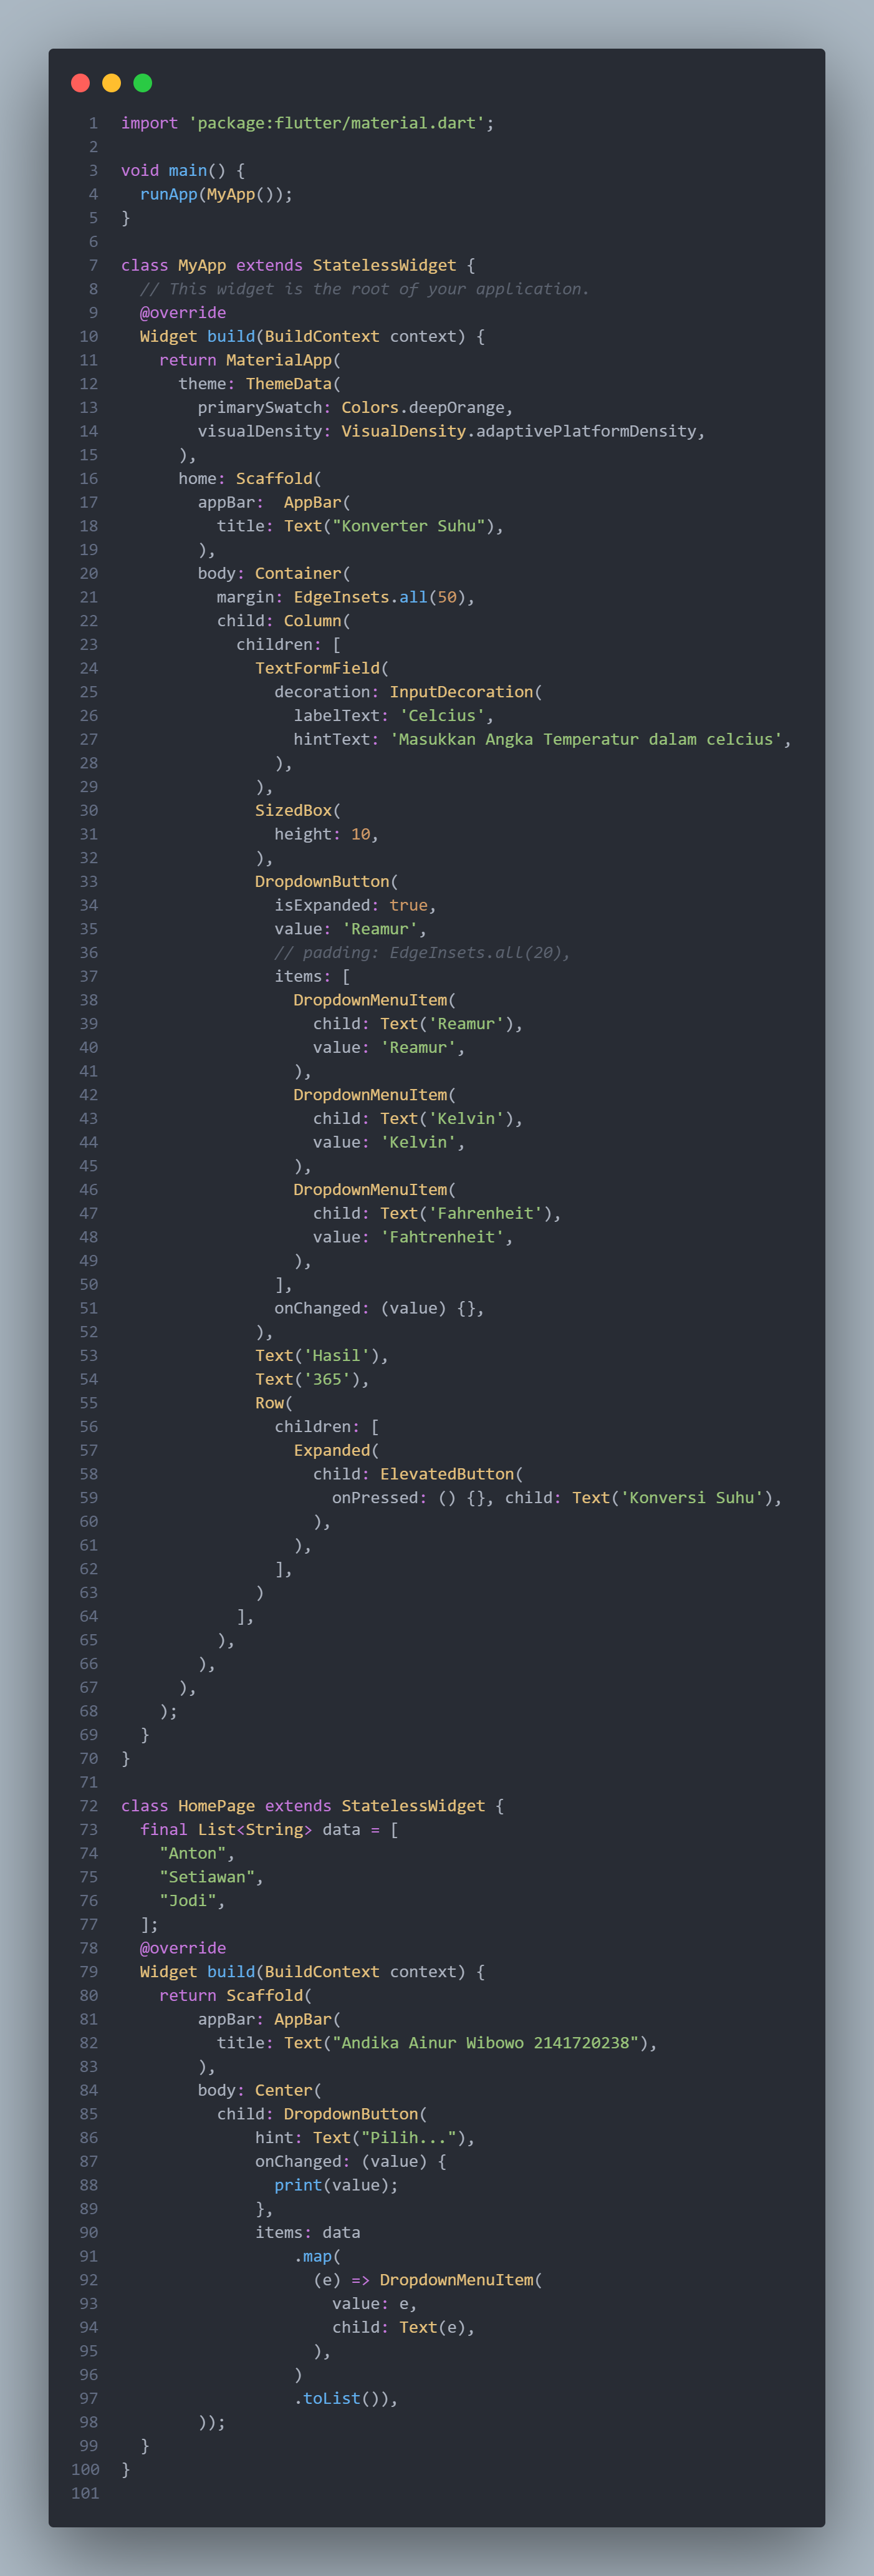 1 import 'package:flutter/material.dart';
2
3 void main() {
4   runApp(MyApp());
5 }
6
7 class MyApp extends StatelessWidget {
8   // This widget is the root of your application.
9   @override
10   Widget build(BuildContext context) {
11     return MaterialApp(
12       theme: ThemeData(
13         primarySwatch: Colors.deepOrange,
14         visualDensity: VisualDensity.adaptivePlatformDensity,
15       ),
16       home: Scaffold(
17         appBar:  AppBar(
18           title: Text("Konverter Suhu"),
19         ),
20         body: Container(
21           margin: EdgeInsets.all(50),
22           child: Column(
23             children: [
24               TextFormField(
25                 decoration: InputDecoration(
26                   labelText: 'Celcius',
27                   hintText: 'Masukkan Angka Temperatur dalam celcius',
28                 ),
29               ),
30               SizedBox(
31                 height: 10,
32               ),
33               DropdownButton(
34                 isExpanded: true,
35                 value: 'Reamur',
36                 // padding: EdgeInsets.all(20),
37                 items: [
38                   DropdownMenuItem(
39                     child: Text('Reamur'),
40                     value: 'Reamur',
41                   ),
42                   DropdownMenuItem(
43                     child: Text('Kelvin'),
44                     value: 'Kelvin',
45                   ),
46                   DropdownMenuItem(
47                     child: Text('Fahrenheit'),
48                     value: 'Fahtrenheit',
49                   ),
50                 ],
51                 onChanged: (value) {},
52               ),
53               Text('Hasil'),
54               Text('365'),
55               Row(
56                 children: [
57                   Expanded(
58                     child: ElevatedButton(
59                       onPressed: () {}, child: Text('Konversi Suhu'),
60                     ),
61                   ),
62                 ],
63               )
64             ],
65           ),
66         ),
67       ),
68     );
69   }
70 }
71
72 class HomePage extends StatelessWidget {
73   final List<String> data = [
74     "Anton",
75     "Setiawan",
76     "Jodi",
77   ];
78   @override
79   Widget build(BuildContext context) {
80     return Scaffold(
81         appBar: AppBar(
82           title: Text("Andika Ainur Wibowo 2141720238"),
83         ),
84         body: Center(
85           child: DropdownButton(
86               hint: Text("Pilih..."),
87               onChanged: (value) {
88                 print(value);
89               },
90               items: data
91                   .map(
92                     (e) => DropdownMenuItem(
93                       value: e,
94                       child: Text(e),
95                     ),
96                   )
97                   .toList()),
98         ));
99   }
100 }
101